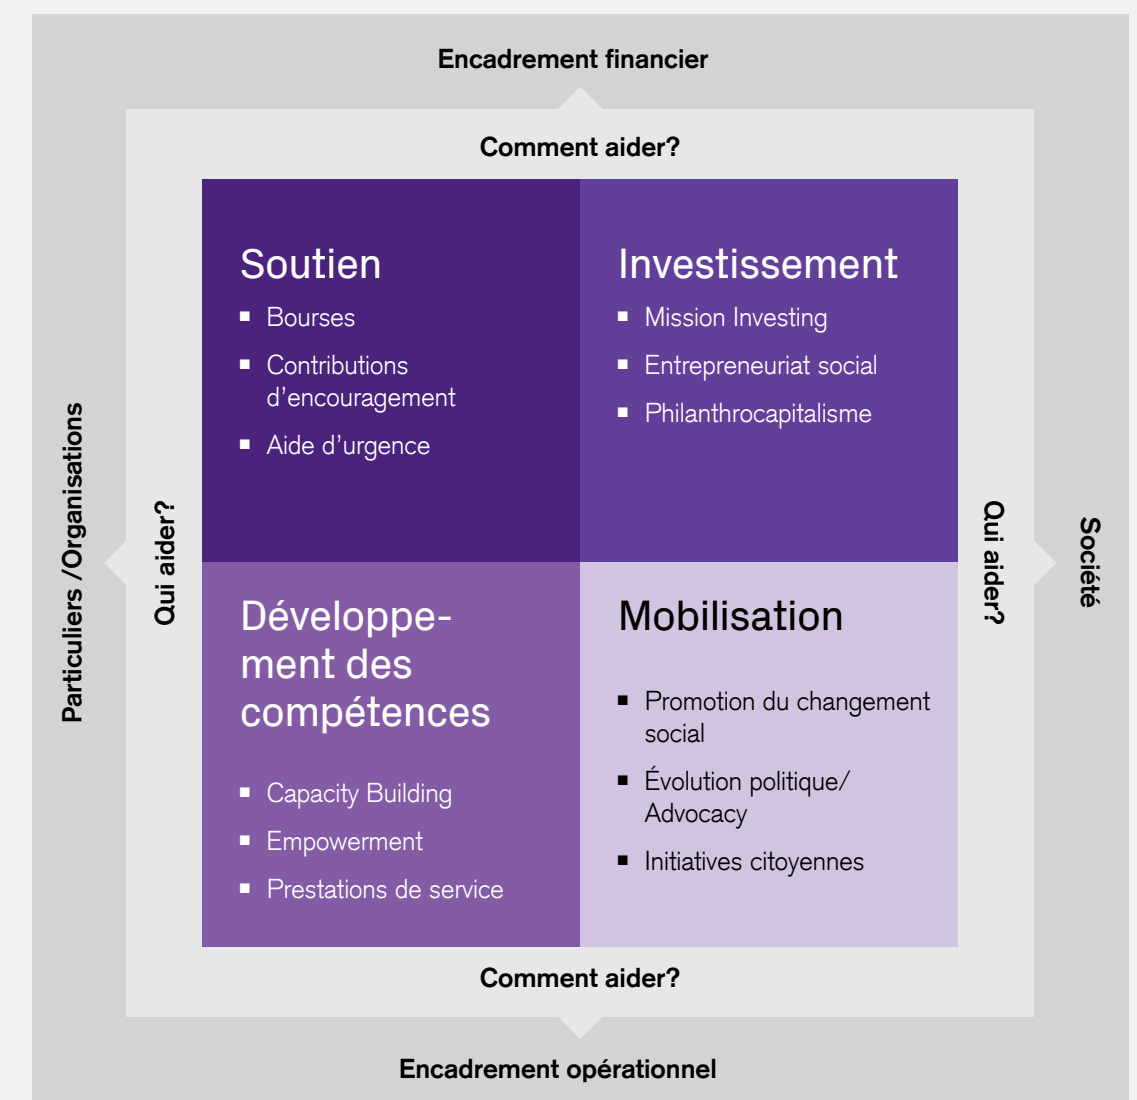 Encadrement financier
Comment aider?
Particuliers /Organisations
Qui aider?
Soutien
▪ Bourses
▪ Contributions
d’encouragement
▪ Aide d’urgence
Investissement
▪ Mission Investing
▪ Entrepreneuriat social
▪ Philanthrocapitalisme
Développe-
ment des
compétences
▪ Capacity Building
▪ Empowerment
▪ Prestations de service
Mobilisation
▪ Promotion du changement
social
▪ Évolution politique/
Advocacy
▪ Initiatives citoyennes
Qui aider?
Société
Comment aider?
Encadrement opérationnel